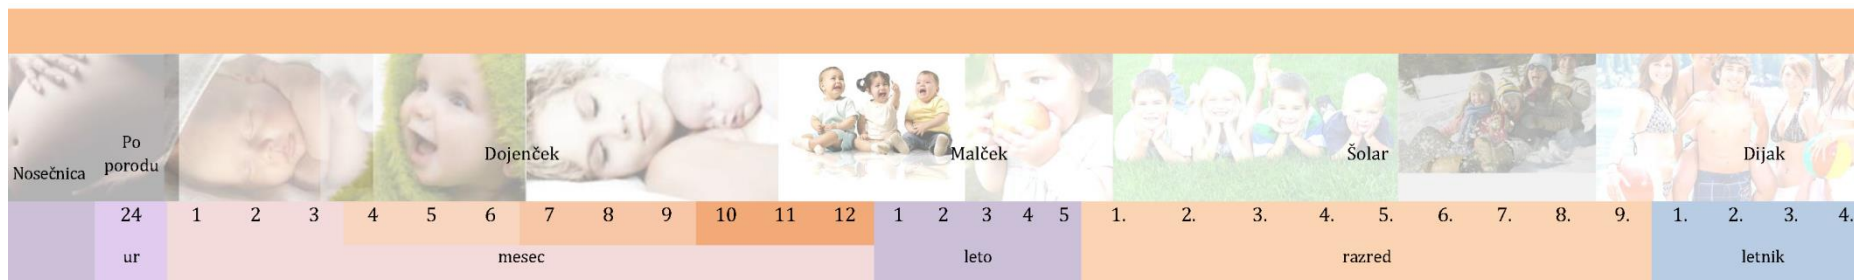 Nosečnica
Po
porodu
Dojenček
Malček
Šolar
Dijak
24 1 2 3 4 5 6 7 8 9 10 11 12 1 2 3 4 5 1. 2. 3. 4. 5. 6. 7. 8. 9. 1. 2. 3. 4.
ur mesec leto razred letnik